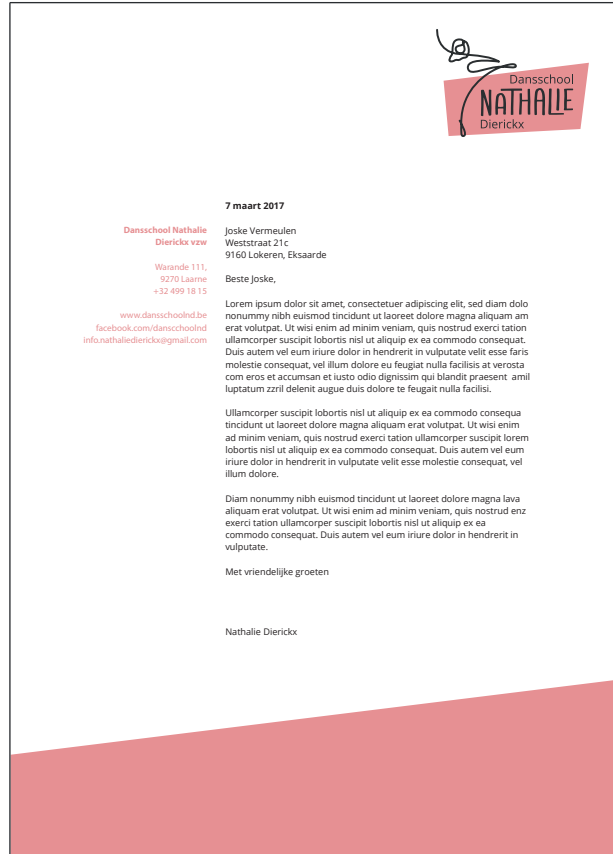 Dansschool
NATHALIE
Dierickx
7 maart 2017
Dansschool Nathalie
Dierickx vzw
Warande 111,
9270 Laarne
+32 499 18 15
www.dansschoolnd.be
facebook.com/danscchoolnd
info.nathaliedierickx@gmail.com
Joske Vermeulen
Weststraat 21c
9160 Lokeren, Eksaarde
Beste Joske,
Lorem ipsum dolor sit amet, consectetuer adipiscing elit, sed diam dolo
nonummy nibh euismod tincidunt ut laoreet dolore magna aliquam am
erat volutpat. Ut wisi enim ad minim veniam, quis nostrud exerci tation
ullamcorper suscipit lobortis nisl ut aliquip ex ea commodo consequat.
Duis autem vel eum iriure dolor in hendrerit in vulputate velit esse faris
molestie consequat, vel illum dolore eu feugiat nulla facilisis at verosta
com eros et accumsan et iusto odio dignissim qui blandit praesent  amil
luptatum zzril delenit augue duis dolore te feugait nulla facilisi.
Ullamcorper suscipit lobortis nisl ut aliquip ex ea commodo consequa
tincidunt ut laoreet dolore magna aliquam erat volutpat. Ut wisi enim
ad minim veniam, quis nostrud exerci tation ullamcorper suscipit lorem
lobortis nisl ut aliquip ex ea commodo consequat. Duis autem vel eum
iriure dolor in hendrerit in vulputate velit esse molestie consequat, vel
illum dolore.
Diam nonummy nibh euismod tincidunt ut laoreet dolore magna lava
aliquam erat volutpat. Ut wisi enim ad minim veniam, quis nostrud enz
exerci tation ullamcorper suscipit lobortis nisl ut aliquip ex ea
commodo consequat. Duis autem vel eum iriure dolor in hendrerit in
vulputate.
Met vriendelijke groeten
Nathalie Dierickx